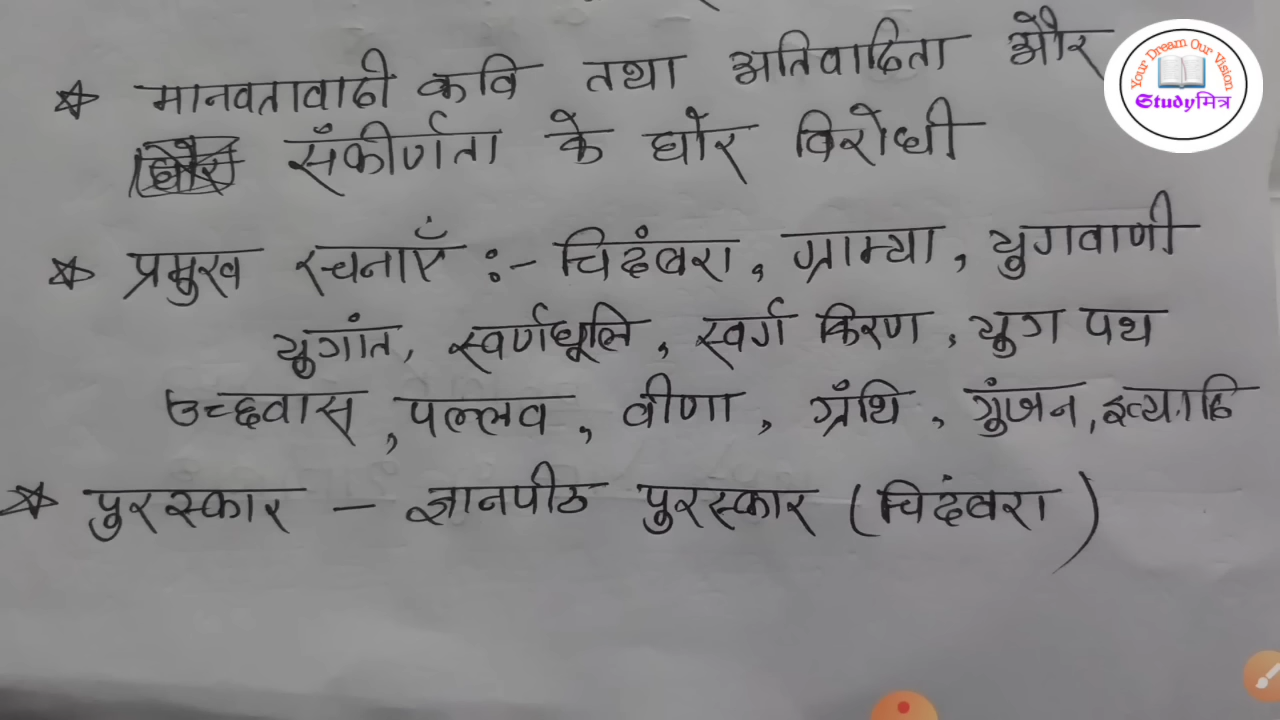 Your Dream Our Vision
Studyमित्र
मानवतावादी कवि तथा अतिवादिता और
संकीर्णता के घोर विरोधी
प्रमुख रचनाएँ :- चिदंबरा, ग्राम्या, युगवाणी
युगांत, स्वर्णधूलि, स्वर्ग किरण, युग पथ
उच्छवास, पल्लव, वीणा, ग्रंथि, गुंजन, इत्यादि
पुरस्कार – ज्ञानपीठ पुरस्कार (चिदंबरा)